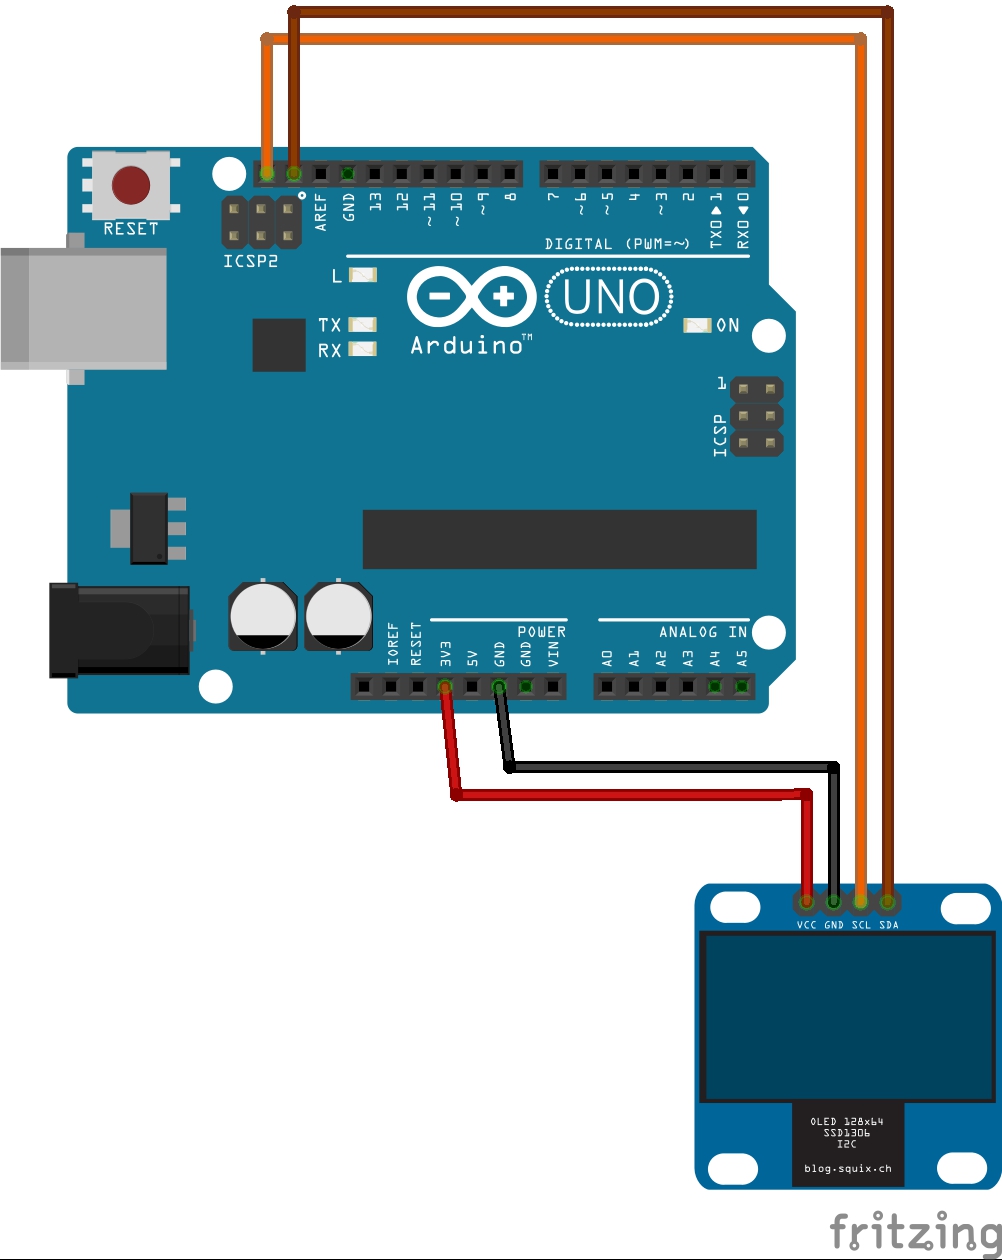 RESET
ICSP2
AREF
GND
13
12
~11
~10
~9
8
7
~6
~5
4
~3
2
TX0▶1
RX0◀0
DIGITAL (PWM=~)
L
TX
RX
Arduino™
UNO
ON
1
ICSP
IOREF
RESET
3V3
5V
GND
GND
VIN
POWER
A0
A1
A2
A3
A4
A5
ANALOG IN
VCC GND SCL SDA
OLED 128x64
SSD1306
I2C
blog.squix.ch
fritzing